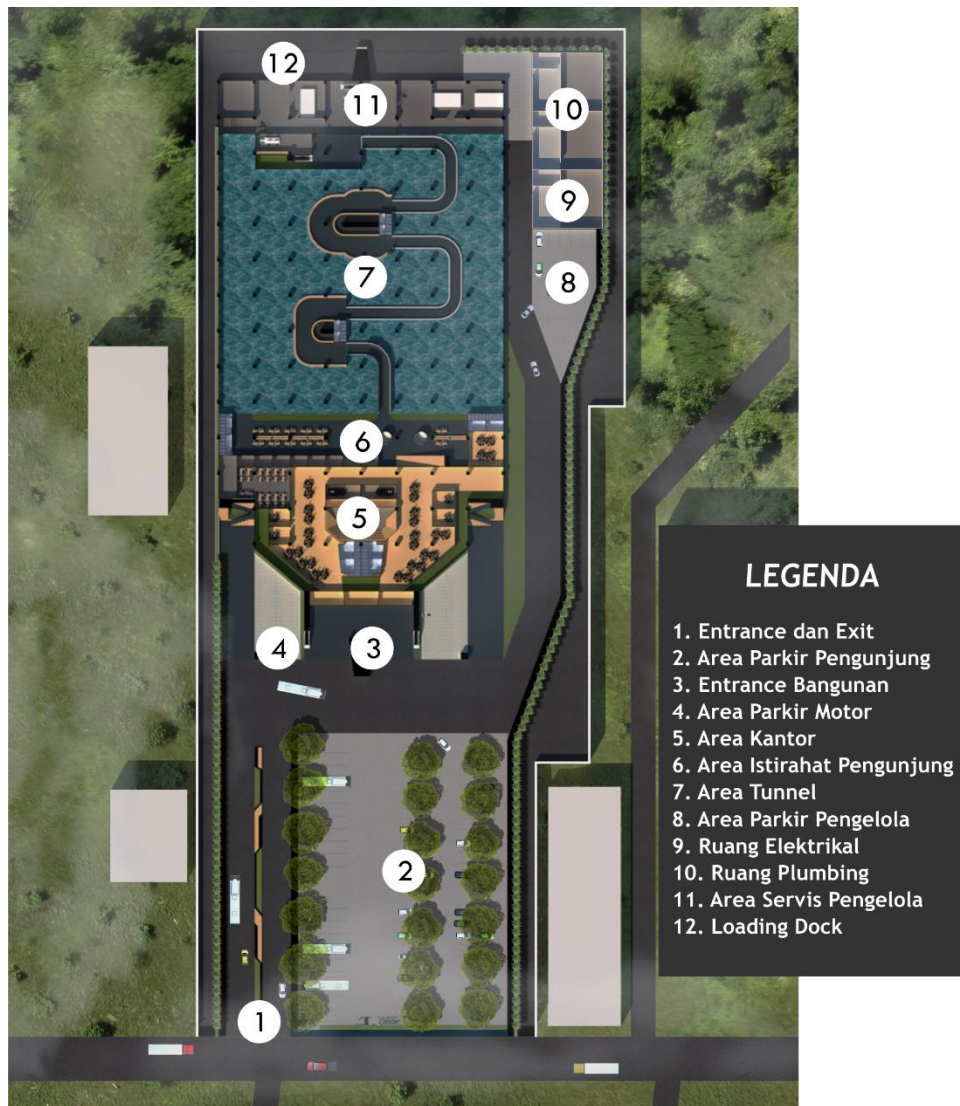 12
11
10
9
7
8
6
5
4
3
2
1
LEGENDA
1. Entrance dan Exit
2. Area Parkir Pengunjung
3. Entrance Bangunan
4. Area Parkir Motor
5. Area Kantor
6. Area Istirahat Pengunjung
7. Area Tunnel
8. Area Parkir Pengelola
9. Ruang Elektrikal
10. Ruang Plumbing
11. Area Servis Pengelola
12. Loading Dock